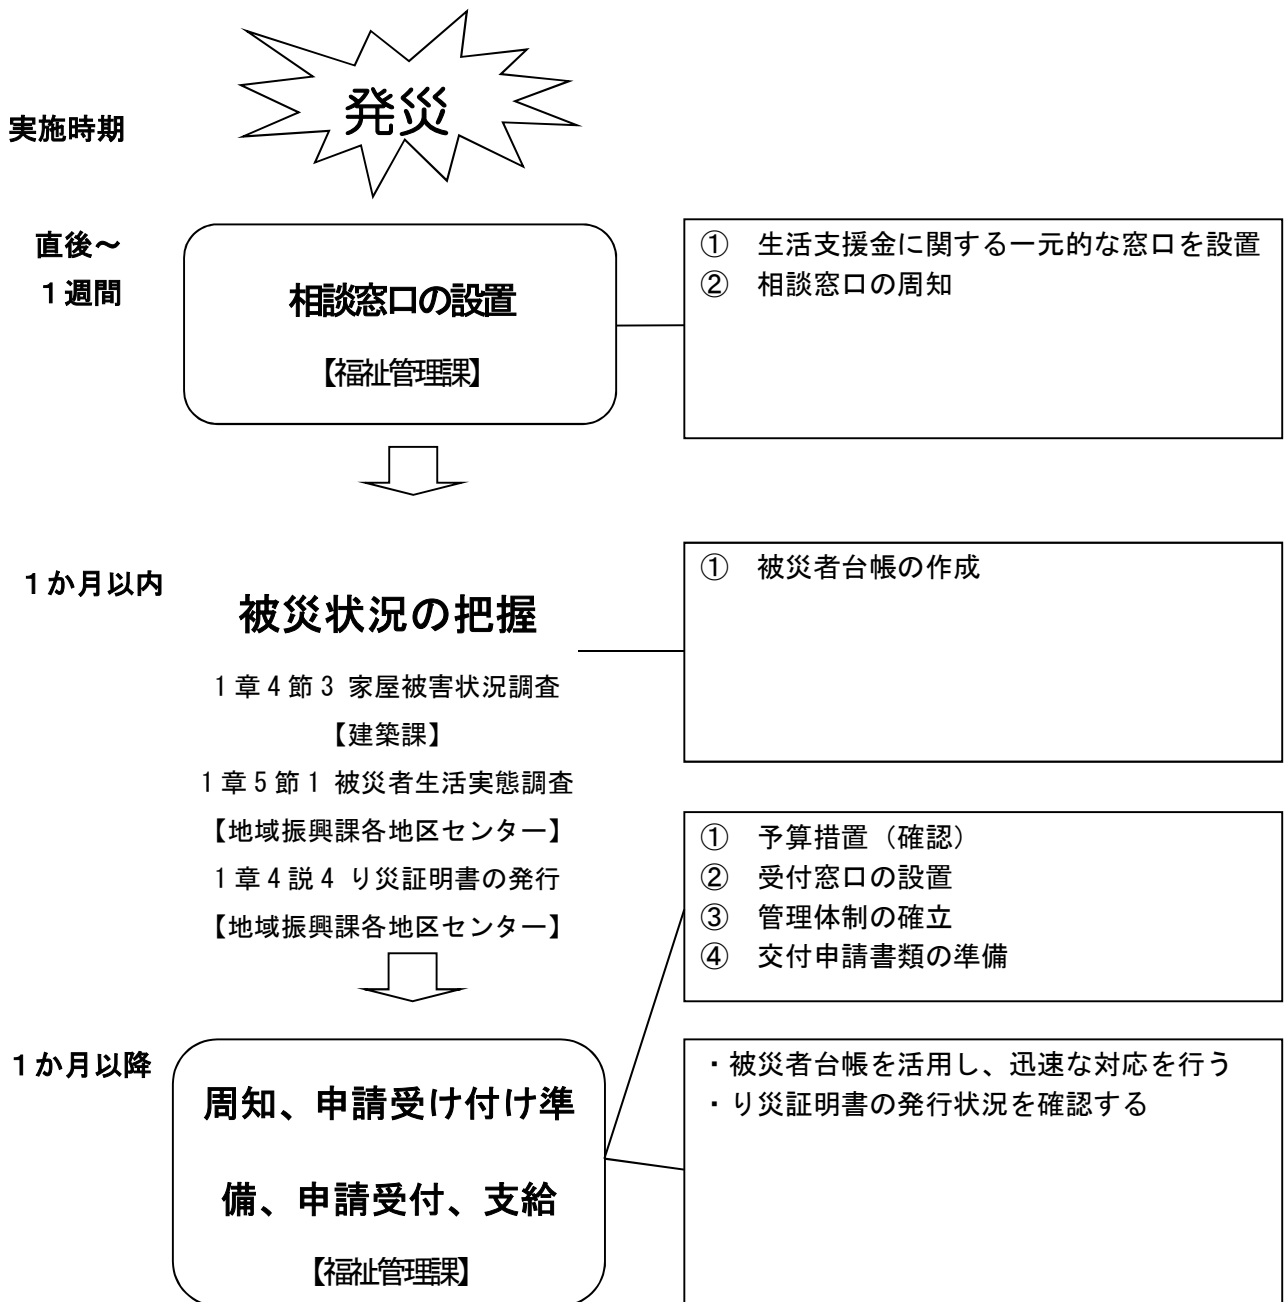 発災
実施時期
直後～
１週間
相談窓口の設置
【福祉管理課】
① 生活支援金に関する一元的な窓口を設置
② 相談窓口の周知
１か月以内
被災状況の把握
1章4節3 家屋被害状況調査
【建築課】
1章5節1 被災者生活実態調査
【地域振興課各地区センター】
1章4説4 り災証明書の発行
【地域振興課各地区センター】
① 被災者台帳の作成
① 予算措置（確認）
② 受付窓口の設置
③ 管理体制の確立
④ 交付申請書類の準備
１か月以降
周知、申請受け付け準
備、申請受付、支給
【福祉管理課】
・被災者台帳を活用し、迅速な対応を行う
・り災証明書の発行状況を確認する